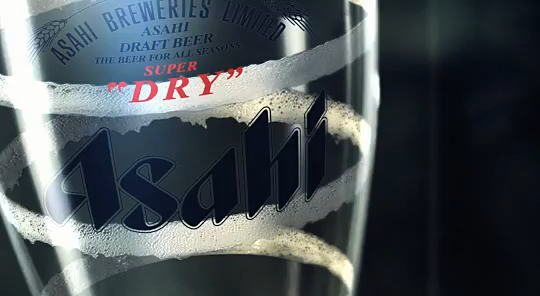 ASAHI BREWERIES LIMITED
ASAHI
DRAFT BEER
THE BEER FOR ALL SEASONS
SUPER
"DRY"
Asahi